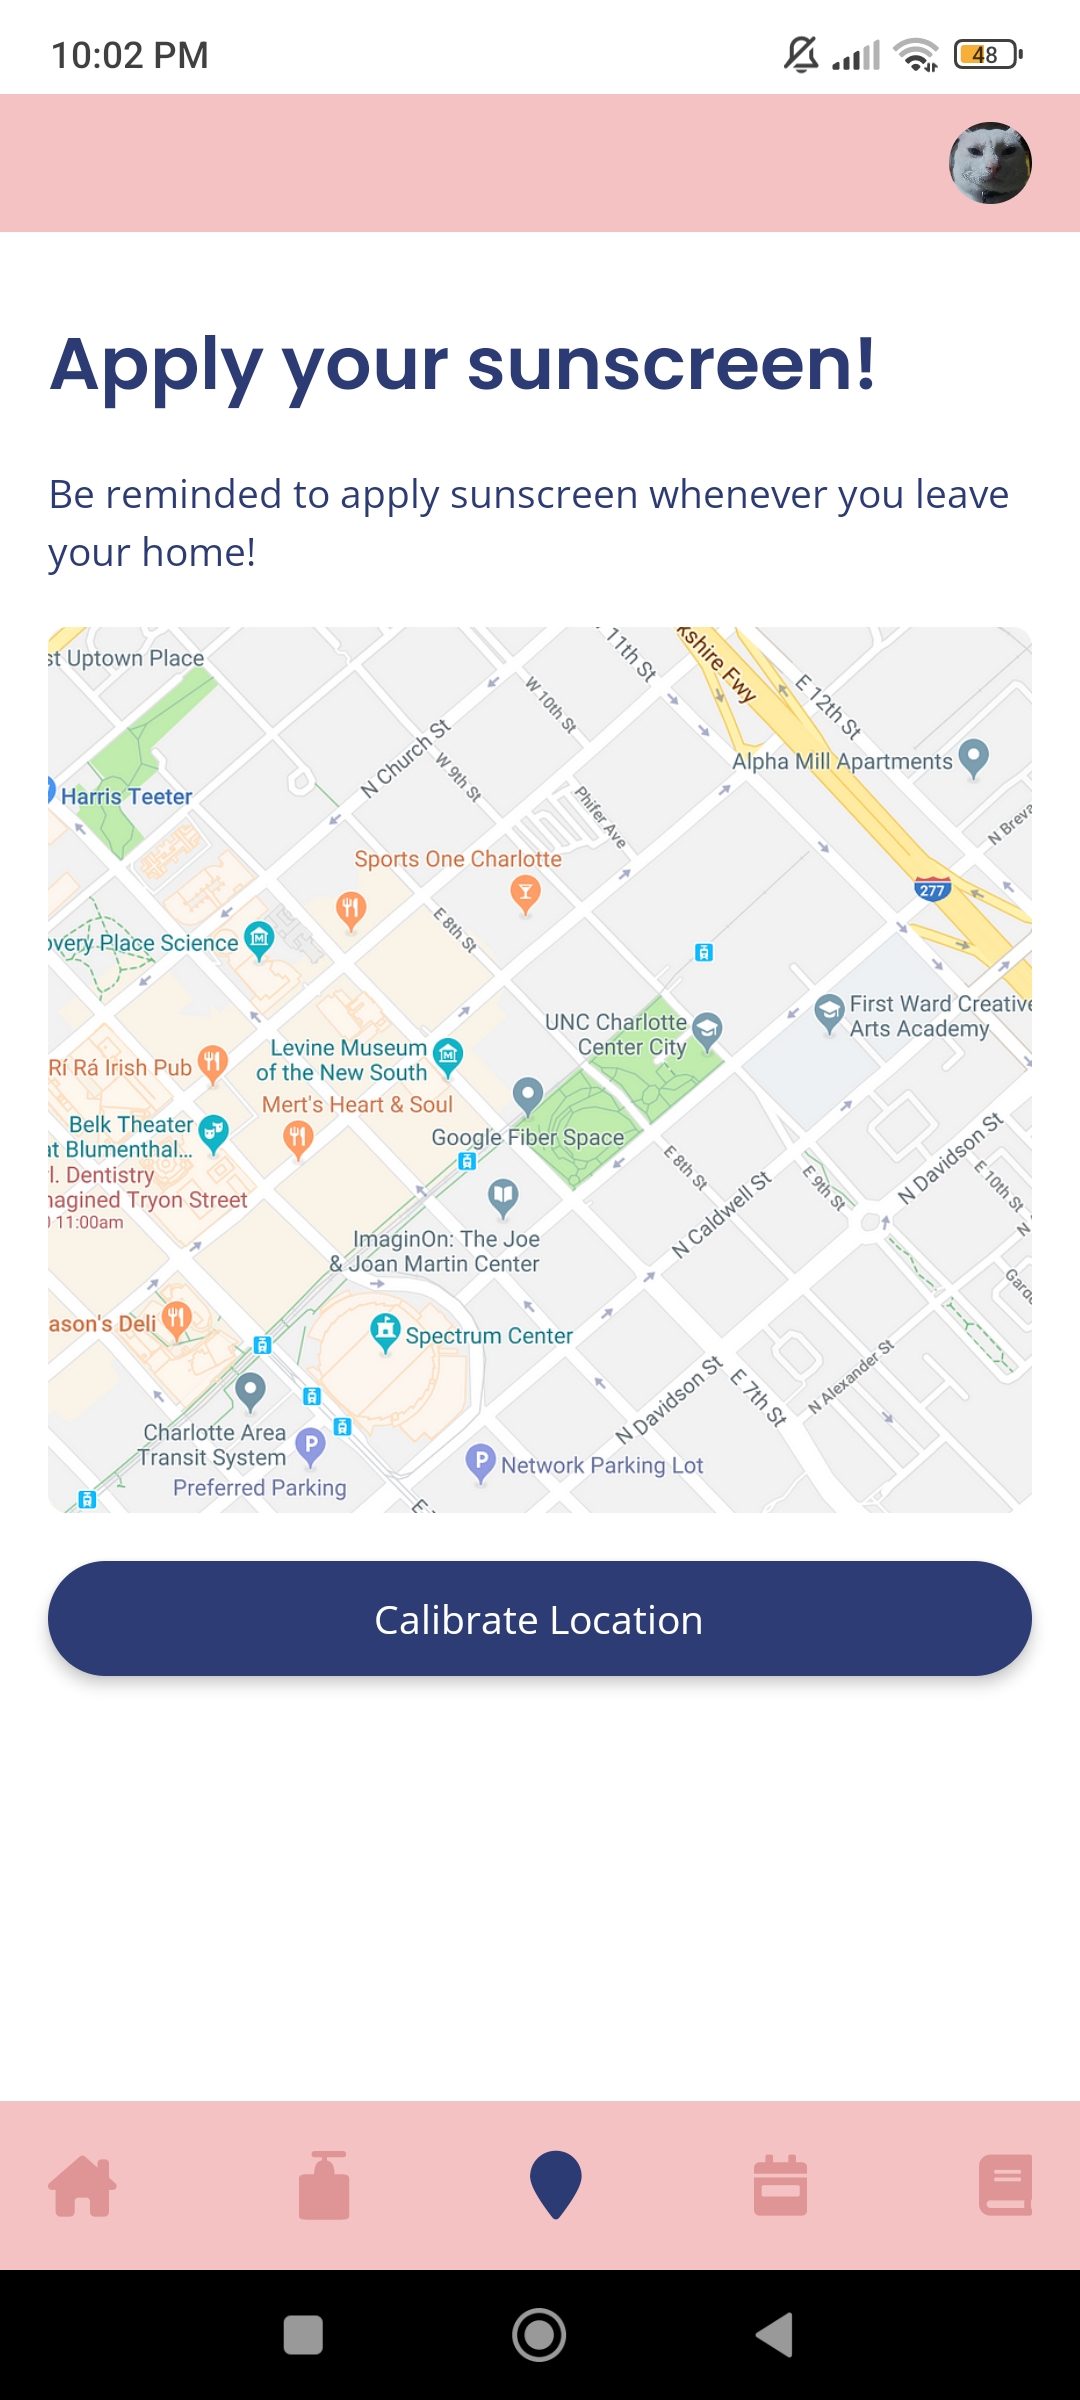 10:02 PM
48
Apply your sunscreen!
Be reminded to apply sunscreen whenever you leave
your home!
st Uptown Place
11th St
kshire Fwy
W 10th St
E 12th St
N Church St
W 9th St
Alpha Mill Apartments
Harris Teeter
Phifer Ave
N Breva
Sports One Charlotte
277
E 8th St
overy Place Science
UNC Charlotte
Center City
First Ward Creative
Arts Academy
Levine Museum
of the New South
Rí Rá Irish Pub
Mert's Heart & Soul
Belk Theater
at Blumenthal...
Google Fiber Space
l. Dentistry
nagined Tryon Street
11:00am
E 8th St
E 9th St
N Davidson St
E 10th St
N
N Caldwell St
ImaginOn: The Joe
& Joan Martin Center
Garde
ason's Deli
Spectrum Center
N Davidson St
E 7th St
N Alexander St
Charlotte Area
Transit System
P
Preferred Parking
P
Network Parking Lot
E
Calibrate Location